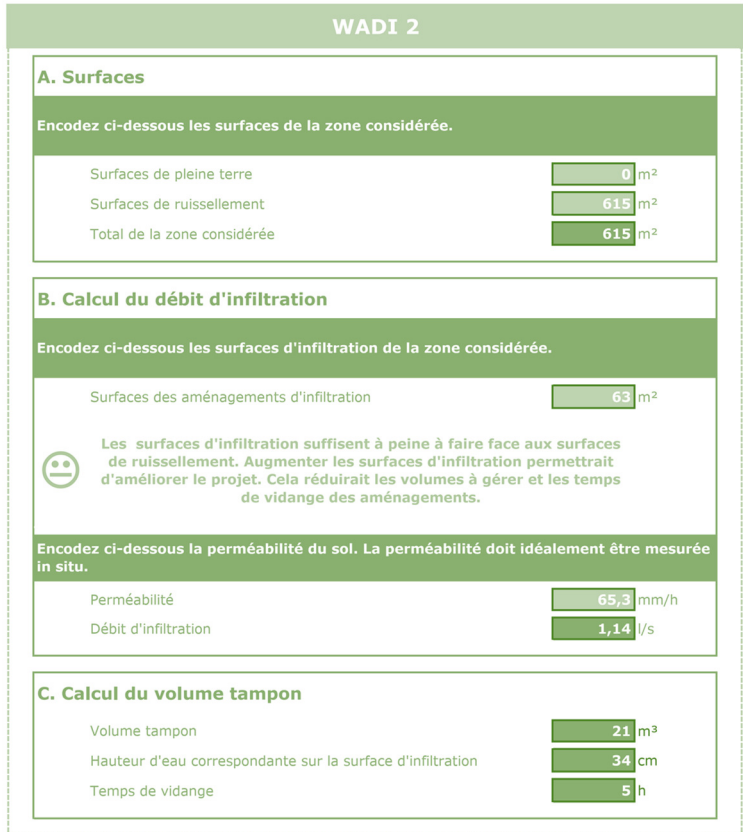 WADI 2
A. Surfaces
Encodez ci-dessous les surfaces de la zone considérée.
Surfaces de pleine terre 0 m²
Surfaces de ruissellement 615 m²
Total de la zone considérée 615 m²
B. Calcul du débit d'infiltration
Encodez ci-dessous les surfaces d'infiltration de la zone considérée.
Surfaces des aménagements d'infiltration 63 m²
Les surfaces d'infiltration suffisent à peine à faire face aux surfaces
de ruissellement. Augmenter les surfaces d'infiltration permettrait
d'améliorer le projet. Cela réduirait les volumes à gérer et les temps
de vidange des aménagements.
Encodez ci-dessous la perméabilité du sol. La perméabilité doit idéalement être mesurée
in situ.
Perméabilité 65,3 mm/h
Débit d'infiltration 1,14 l/s
C. Calcul du volume tampon
Volume tampon 21 m³
Hauteur d'eau correspondante sur la surface d'infiltration 34 cm
Temps de vidange 5 h